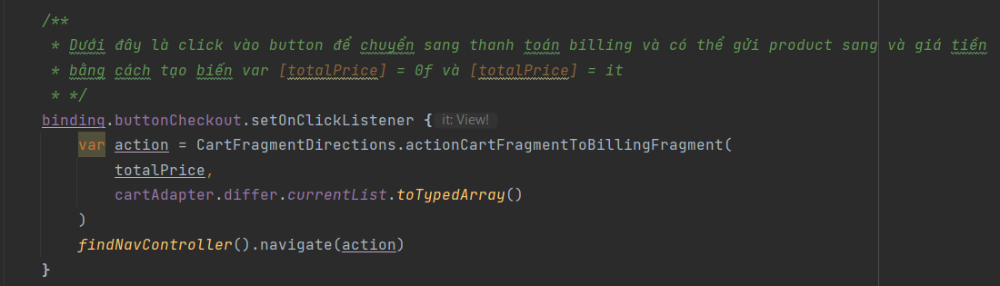 /**
* Dưới đây là click vào button để chuyển sang thanh toán billing và có thể gửi product sang và giá tiền
* bằng cách tạo biến var [totalPrice] = 0f và [totalPrice] = it
* */
binding.buttonCheckout.setOnClickListener { it: View!
var action = CartFragmentDirections.actionCartFragmentToBillingFragment(
totalPrice,
cartAdapter.differ.currentList.toTypedArray()
)
findNavController().navigate(action)
}